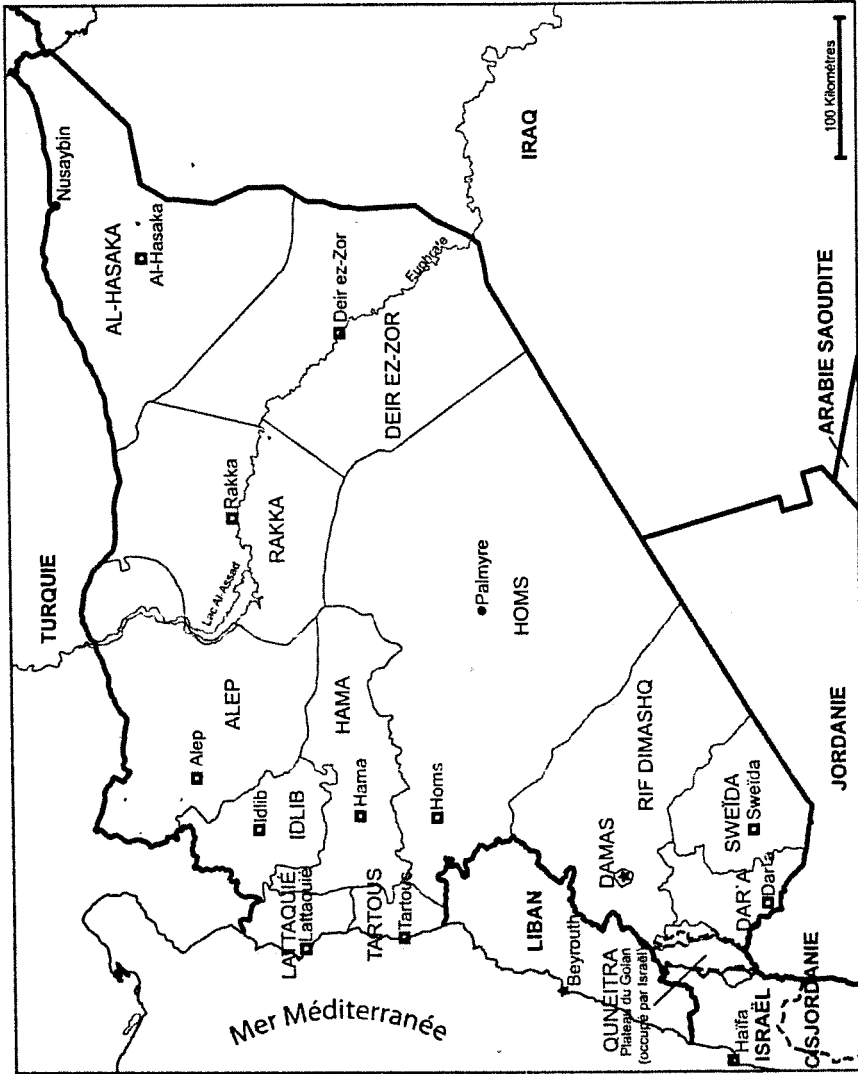 TURQUIE
Nusaybin
AL-HASAKA
Al-Hasaka
ALEP
Alep
Lac Al-Assad
Rakka
RAKKA
Idlib
IDLIB
LATTAQUIÉ
Lattaquié
HAMA
Hama
Deir ez-Zor
DEIR EZ-ZOR
Euphrate
TARTOUS
Tartous
Homs
Palmyre
HOMS
IRAQ
Mer Méditerranée
LIBAN
Beyrouth
DAMAS
RIF DIMASHQ
QUNEITRA
Plateau du Golan
(occupé par Israël)
SWEÏDA
Sweïda
DAR'A
Dar'a
Haïfa
ISRAËL
CISJORDANIE
JORDANIE
ARABIE SAOUDITE
100 Kilomètres